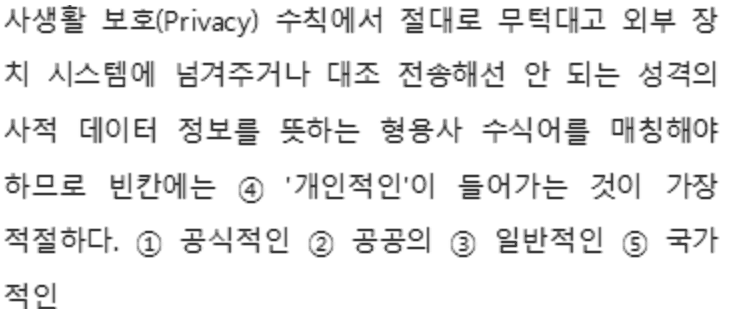 사생활 보호(Privacy) 수칙에서 절대로 무턱대고 외부 장
치 시스템에 넘겨주거나 대조 전송해선 안 되는 성격의
사적 데이터 정보를 뜻하는 형용사 수식어를 매칭해야
하므로 빈칸에는 ④ '개인적인'이 들어가는 것이 가장
적절하다. ① 공식적인 ② 공공의 ③ 일반적인 ⑤ 국가
적인